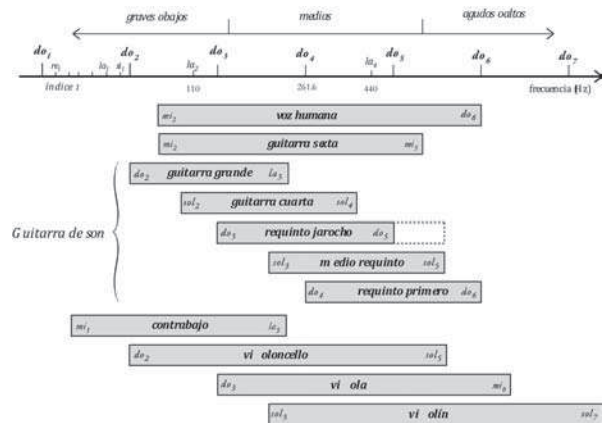 graves o bajos medios agudos o altos
do1 do2 do3 do4 do5 do6 do7
re1 la1 si1 la2 la4
índice 1 110 261.6 440 frecuencia (Hz)
mi2 voz humana do6
mi2 guitarra sexta mi5
do2 guitarra grande la3
sol2 guitarra cuarta sol4
Guitarra de son
do3 requinto jarocho do5
sol3 medio requinto sol5
do4 requinto primero do6
mi1 contrabajo la3
do2 violoncello sol5
do3 viola mi6
sol3 violín sol7